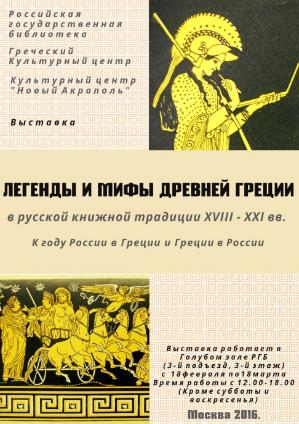 Российская
государственная
библиотека
Греческий
Культурный центр
Культурный центр
"Новый Акрополь"
Выставка
ЛЕГЕНДЫ И МИФЫ ДРЕВНЕЙ ГРЕЦИИ
в русской книжной традиции XVIII - XXI вв.
К году России в Греции и Греции в России
Выставка работает в
Голубом зале РГБ
(3-й подъезд, 3-й этаж)
с 18февраля по18марта
Время работы с 12.00-18.00
(Кроме субботы и
воскресенья)
Москва 2016.